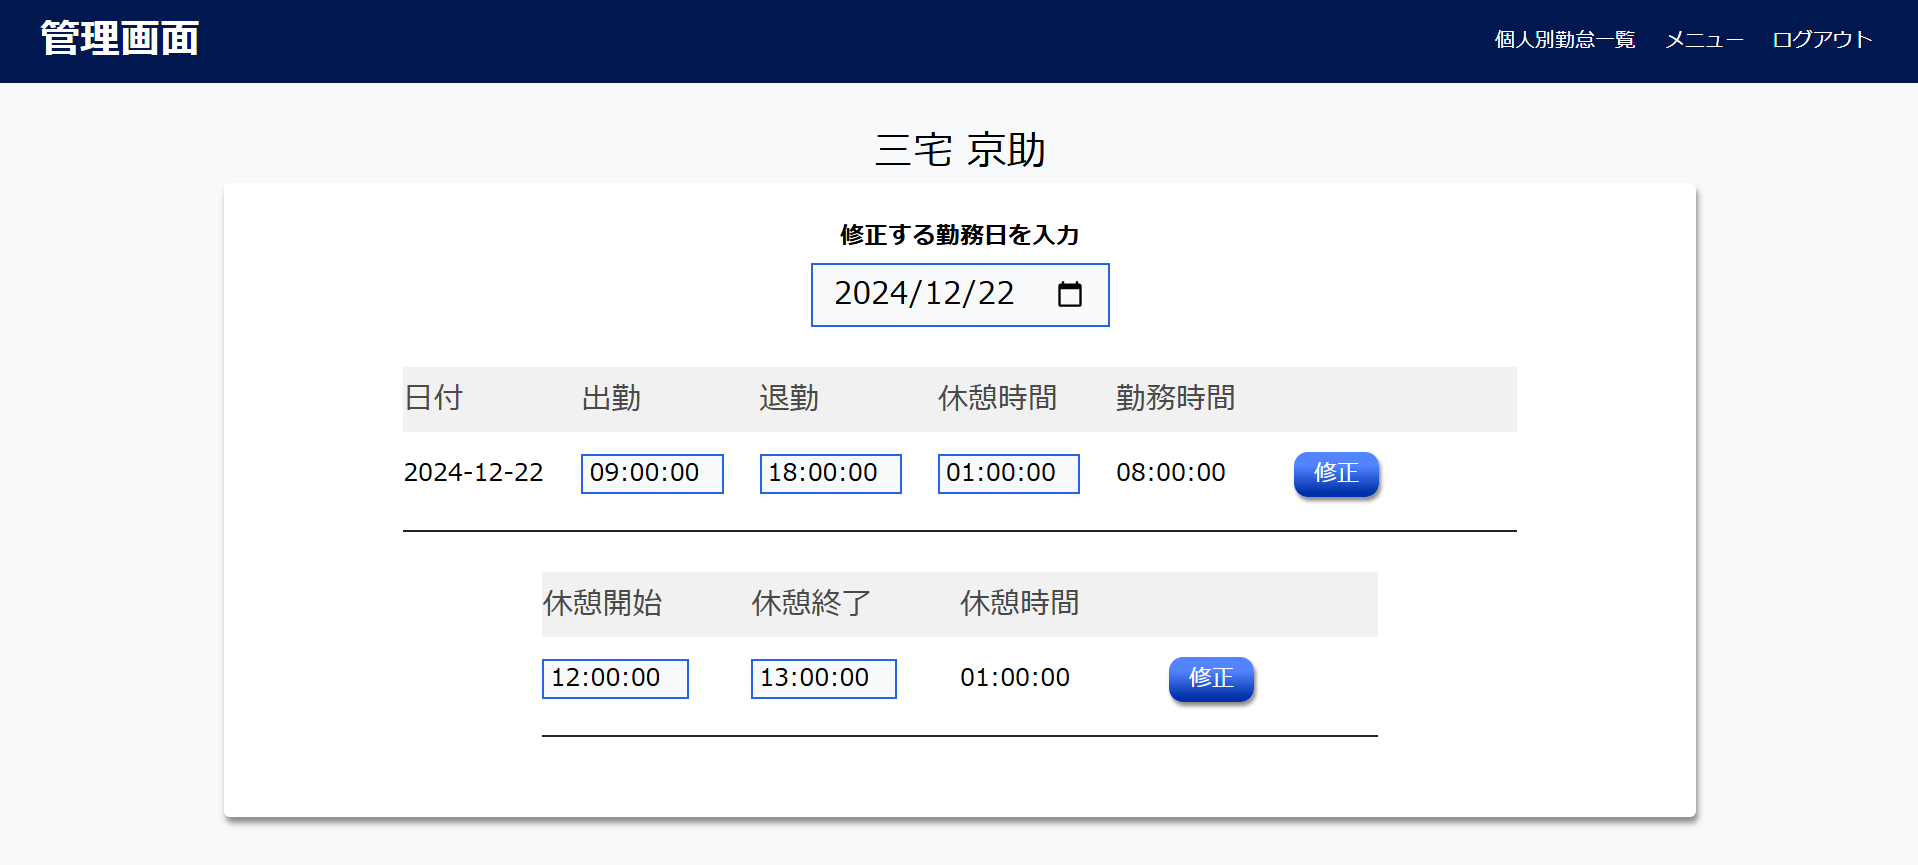 管理画面
個人別勤怠一覧 メニュー ログアウト
三宅 京助
修正する勤務日を入力
2024/12/22
日付 出勤 退勤 休憩時間 勤務時間
2024-12-22 09:00:00 18:00:00 01:00:00 08:00:00 修正
休憩開始 休憩終了 休憩時間
12:00:00 13:00:00 01:00:00 修正